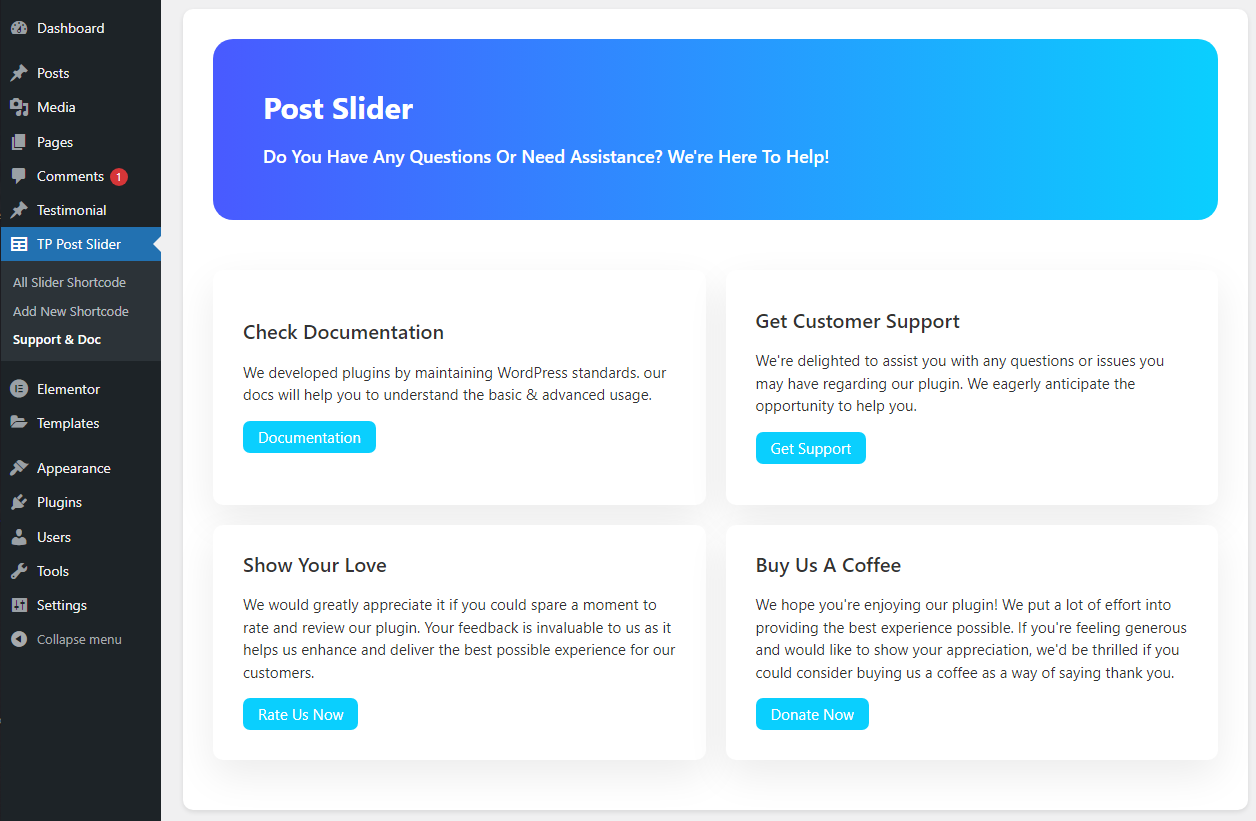 Dashboard
Posts
Media
Pages
Comments 1
Testimonial
TP Post Slider
All Slider Shortcode
Add New Shortcode
Support & Doc
Elementor
Templates
Appearance
Plugins
Users
Tools
Settings
Collapse menu
Post Slider
Do You Have Any Questions Or Need Assistance? We're Here To Help!
Check Documentation
We developed plugins by maintaining WordPress standards. our
docs will help you to understand the basic & advanced usage.
Documentation
Get Customer Support
We're delighted to assist you with any questions or issues you
may have regarding our plugin. We eagerly anticipate the
opportunity to help you.
Get Support
Show Your Love
We would greatly appreciate it if you could spare a moment to
rate and review our plugin. Your feedback is invaluable to us as it
helps us enhance and deliver the best possible experience for our
customers.
Rate Us Now
Buy Us A Coffee
We hope you're enjoying our plugin! We put a lot of effort into
providing the best experience possible. If you're feeling generous
and would like to show your appreciation, we'd be thrilled if you
could consider buying us a coffee as a way of saying thank you.
Donate Now